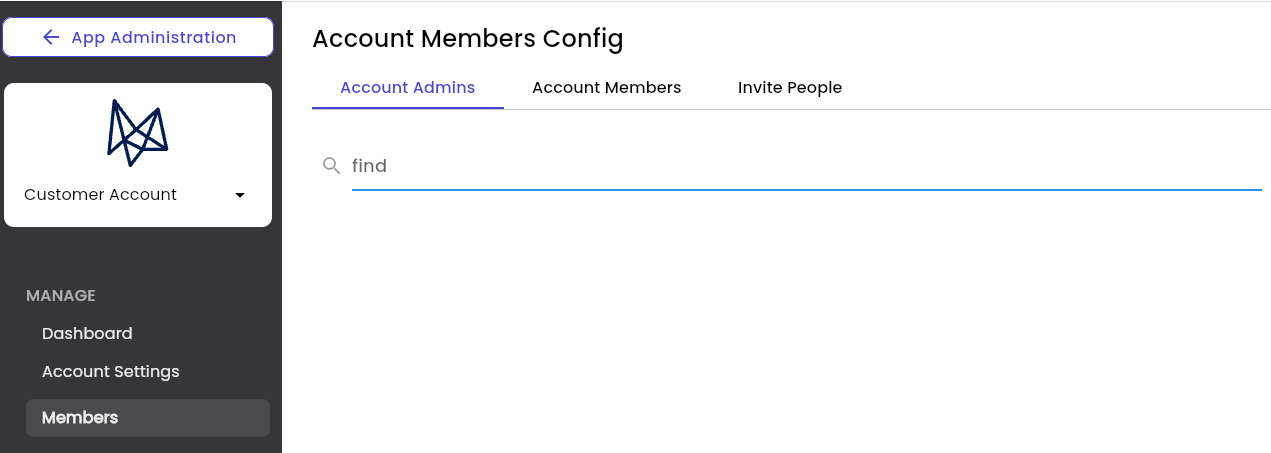 App Administration
Customer Account
MANAGE
Dashboard
Account Settings
Members
Account Members Config
Account Admins Account Members Invite People
find